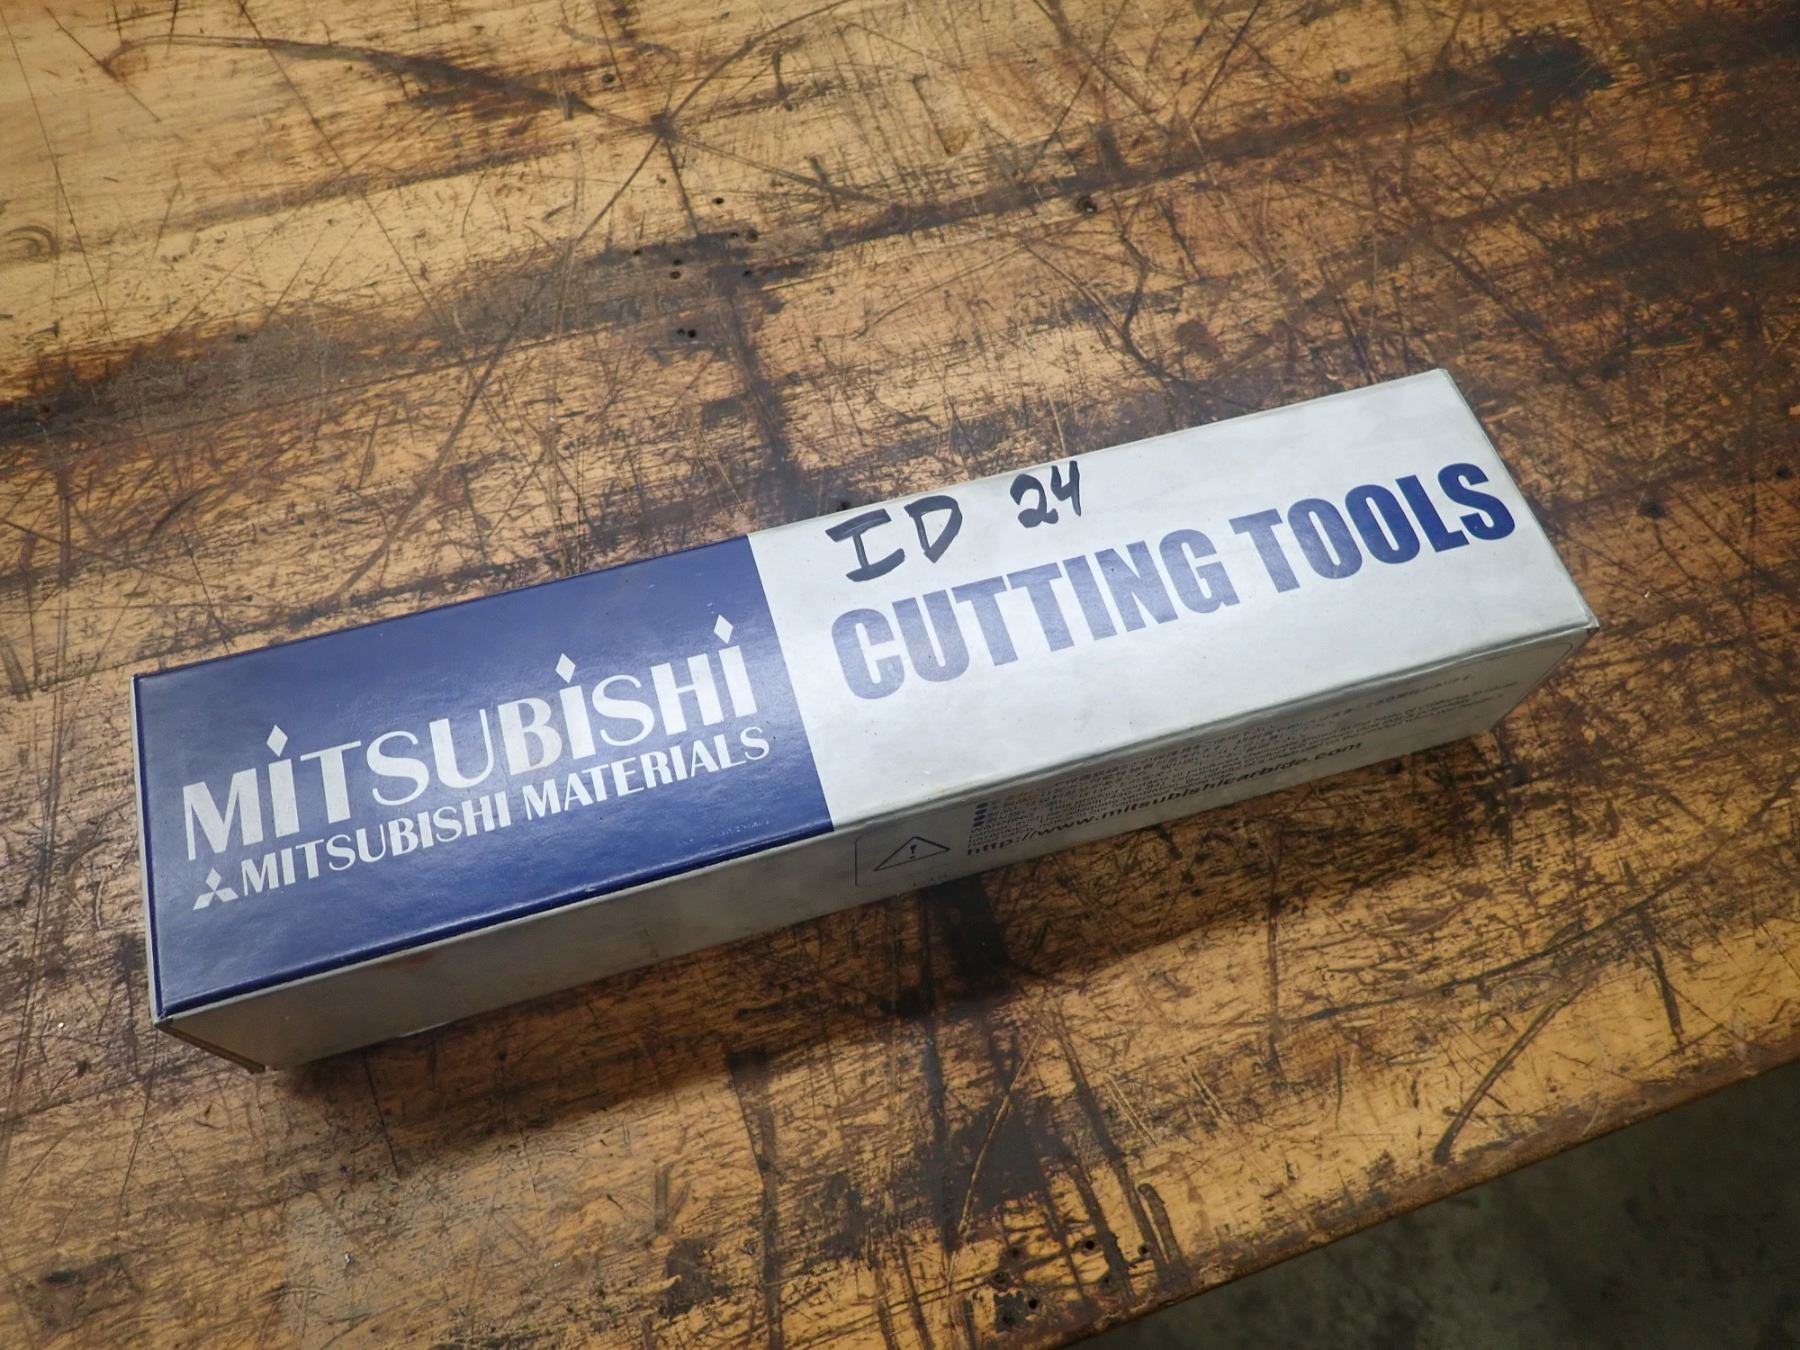 ID 24
CUTTING TOOLS
MITSUBISHI
MITSUBISHI MATERIALS
http://www.mitsubishicarbide.com